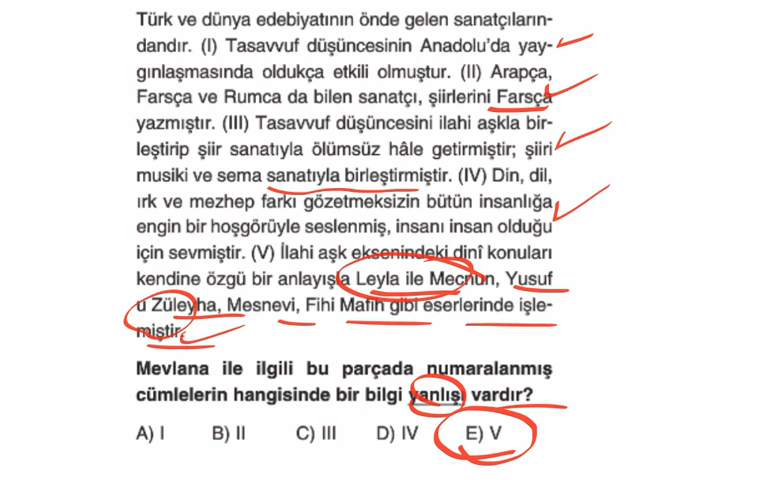 Türk ve dünya edebiyatının önde gelen sanatçıların-
dandır. (I) Tasavvuf düşüncesinin Anadolu'da yay-
gınlaşmasında oldukça etkili olmuştur. (II) Arapça,
Farsça ve Rumca da bilen sanatçı, şiirlerini Farsça
yazmıştır. (III) Tasavvuf düşüncesini ilahi aşkla bir-
leştirip şiir sanatıyla ölümsüz hâle getirmiştir; şiiri
musiki ve sema sanatıyla birleştirmiştir. (IV) Din, dil,
ırk ve mezhep farkı gözetmeksizin bütün insanlığa
engin bir hoşgörüyle seslenmiş, insanı insan olduğu
için sevmiştir. (V) İlahi aşk eksenindeki dinî konuları
kendine özgü bir anlayışla Leyla ile Mecnun, Yusuf
u Züleyha, Mesnevi, Fihi Mafih gibi eserlerinde işle-
miştir.
Mevlana ile ilgili bu parçada numaralanmış
cümlelerin hangisinde bir bilgi yanlışı vardır?
A) I B) II C) III D) IV E) V